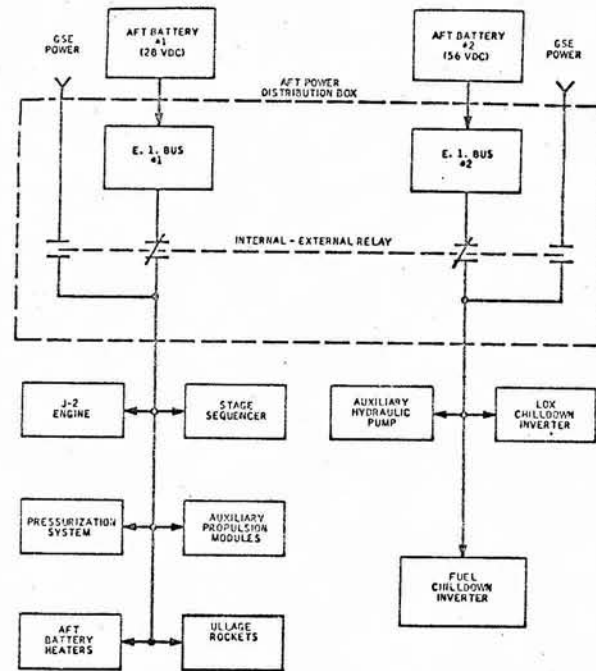 GSE
POWER
AFT BATTERY
#1
(28 VDC)
AFT BATTERY
#2
(56 VDC)
GSE
POWER
AFT POWER
DISTRIBUTION BOX
E. I. BUS
#1
E. I. BUS
#2
INTERNAL - EXTERNAL RELAY
J-2
ENGINE
STAGE
SEQUENCER
AUXILIARY
HYDRAULIC
PUMP
LOX
CHILLDOWN
INVERTER
PRESSURIZATION
SYSTEM
AUXILIARY
PROPULSION
MODULES
FUEL
CHILLDOWN
INVERTER
AFT
BATTERY
HEATERS
ULLAGE
ROCKETS